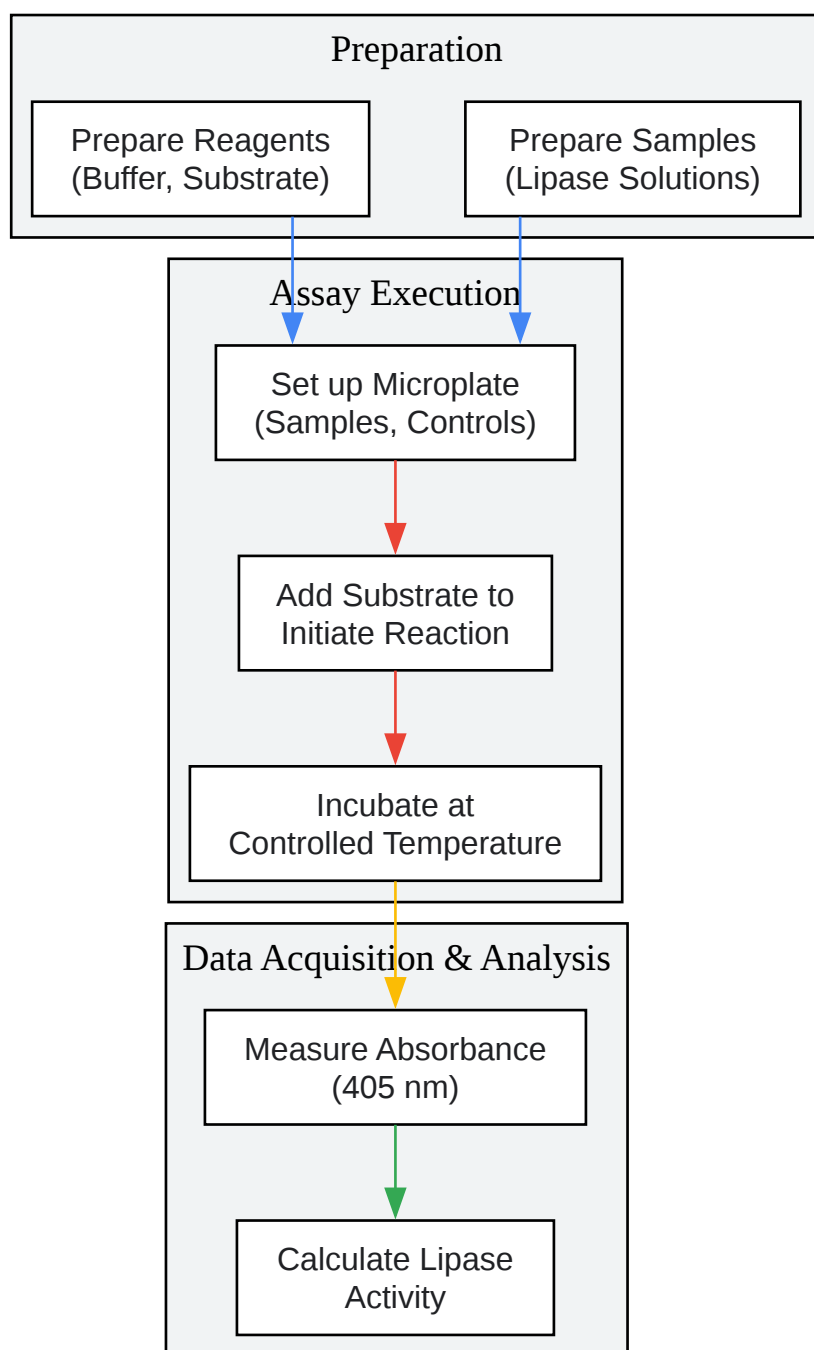 Preparation
Prepare Reagents
(Buffer, Substrate)
Prepare Samples
(Lipase Solutions)
Assay Execution
Set up Microplate
(Samples, Controls)
Add Substrate to
Initiate Reaction
Incubate at
Controlled Temperature
Data Acquisition & Analysis
Measure Absorbance
(405 nm)
Calculate Lipase
Activity